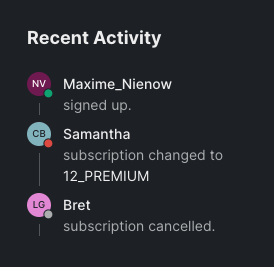 Recent Activity
NV
Maxime_Nienow
signed up.
CB
Samantha
subscription changed to
12_PREMIUM
LG
Bret
subscription cancelled.